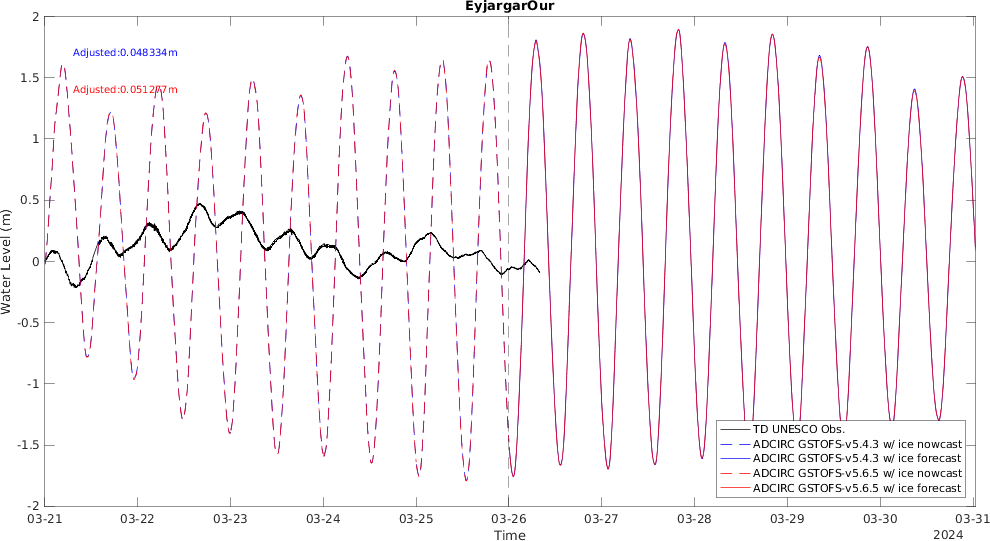 EyjargarOur
Adjusted:0.048334m
Adjusted:0.051277m
Water Level (m)
2
1.5
1
0.5
0
-0.5
-1
-1.5
-2
TD UNESCO Obs.
ADCIRC GSTOFS-v5.4.3 w/ ice nowcast
ADCIRC GSTOFS-v5.4.3 w/ ice forecast
ADCIRC GSTOFS-v5.6.5 w/ ice nowcast
ADCIRC GSTOFS-v5.6.5 w/ ice forecast
03-21 03-22 03-23 03-24 03-25 03-26 03-27 03-28 03-29 03-30 03-31
Time
2024